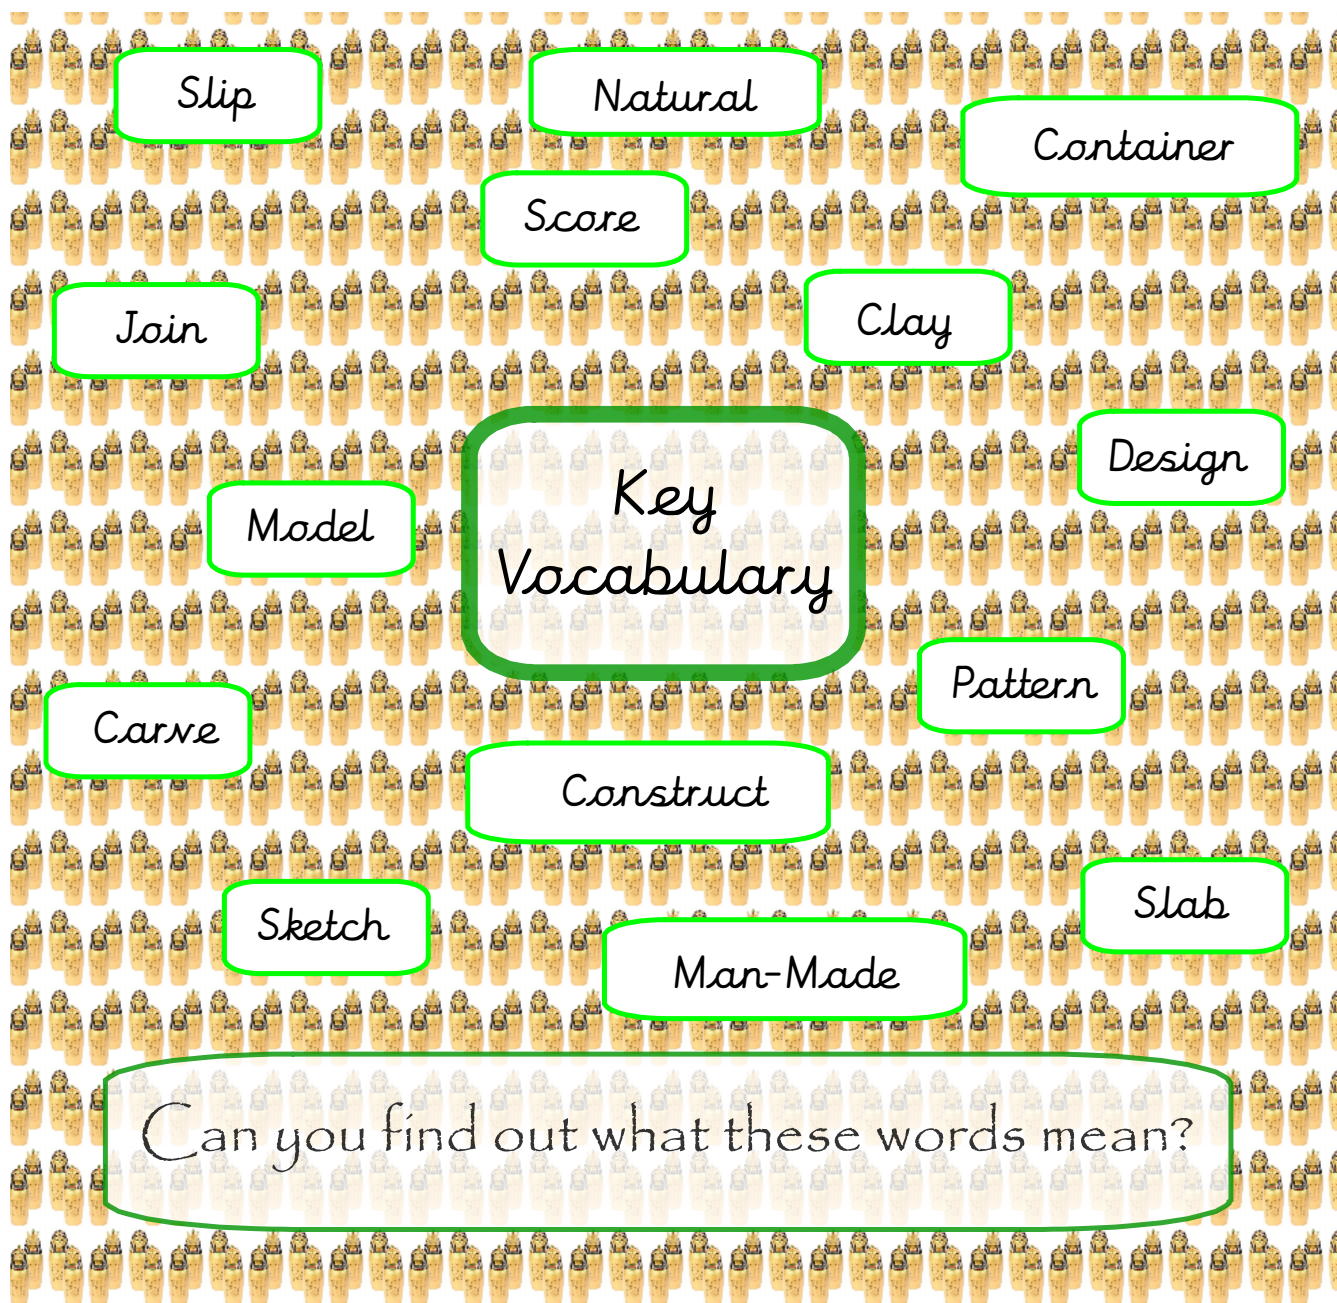 Slip
Natural
Container
Score
Join
Clay
Design
Key
Vocabulary
Model
Pattern
Carve
Construct
Slab
Sketch
Man-Made
Can you find out what these words mean?